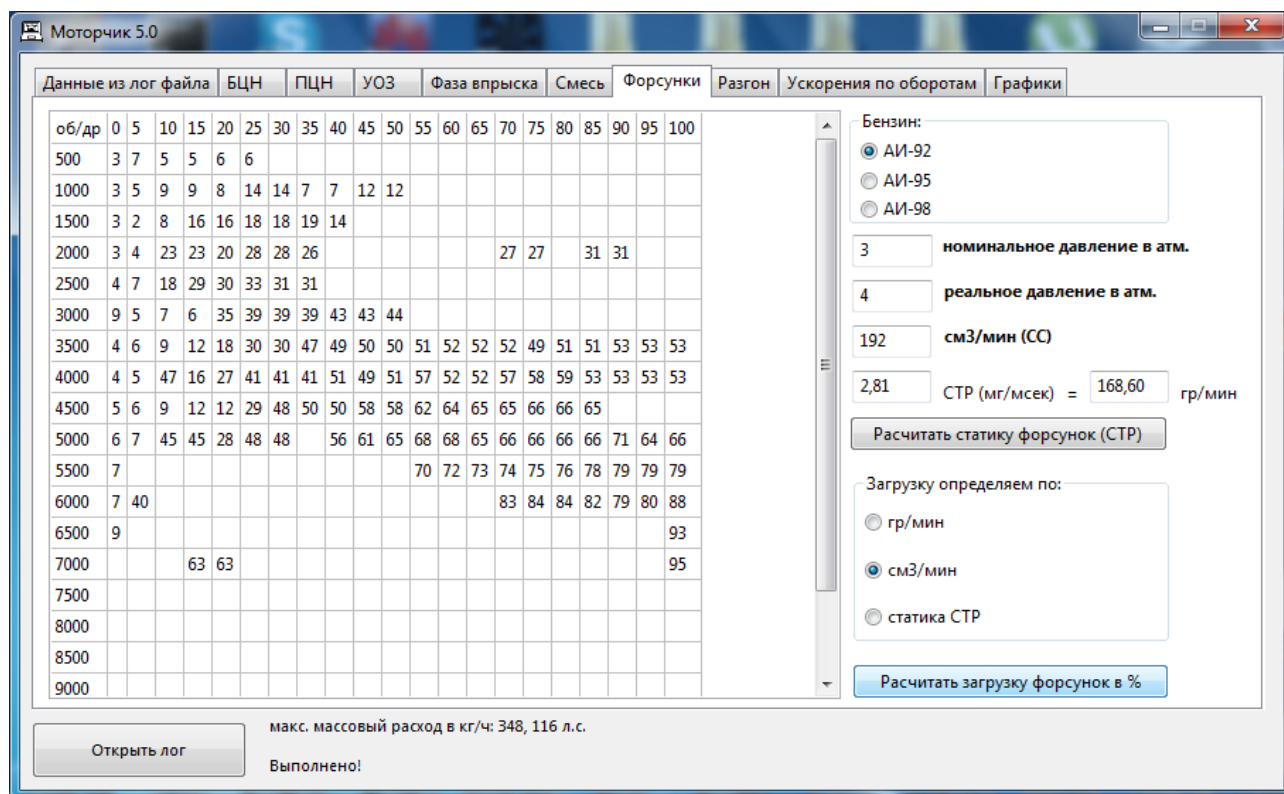 Моторчик 5.0
Данные из лог файла БЦН ПЦН УОЗ Фаза впрыска Смесь Форсунки Разгон Ускорения по оборотам Графики
об/др 0 5 10 15 20 25 30 35 40 45 50 55 60 65 70 75 80 85 90 95 100
500 3 7 5 5 6 6
1000 3 5 9 9 8 14 14 7 7 12 12
1500 3 2 8 16 16 18 18 19 14
2000 3 4 23 23 20 28 28 26 27 27 31 31
2500 4 7 18 29 30 33 31 31
3000 9 5 7 6 35 39 39 39 43 43 44
3500 4 6 9 12 18 30 30 47 49 50 50 51 52 52 52 49 51 51 53 53 53
4000 4 5 47 16 27 41 41 41 51 49 51 57 52 52 57 58 59 53 53 53 53
4500 5 6 9 12 12 29 48 50 50 58 58 62 64 65 65 66 66 65
5000 6 7 45 45 28 48 48 56 61 65 68 68 65 66 66 66 66 71 64 66
5500 7 70 72 73 74 75 76 78 79 79 79
6000 7 40 83 84 84 82 79 80 88
6500 9 93
7000 63 63 95
7500
8000
8500
9000
Бензин:
АИ-92
АИ-95
АИ-98
3 номинальное давление в атм.
4 реальное давление в атм.
192 см3/мин (CC)
2,81 СТР (мг/мсек) = 168,60 гр/мин
Расчитать статику форсунок (СТР)
Загрузку определяем по:
гр/мин
см3/мин
статика СТР
Расчитать загрузку форсунок в %
Открыть лог
макс. массовый расход в кг/ч: 348, 116 л.с.
Выполнено!